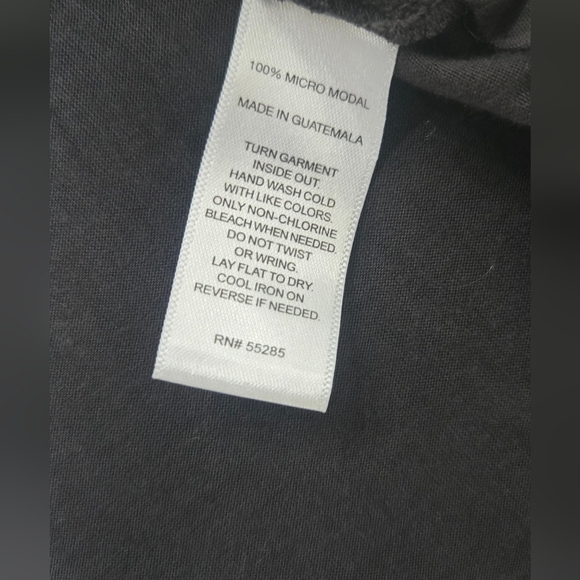 100% MICRO MODAL
MADE IN GUATEMALA
TURN GARMENT
INSIDE OUT.
HAND WASH COLD
WITH LIKE COLORS.
ONLY NON-CHLORINE
BLEACH WHEN NEEDED.
DO NOT TWIST
OR WRING.
LAY FLAT TO DRY.
COOL IRON ON
REVERSE IF NEEDED.
RN# 55285